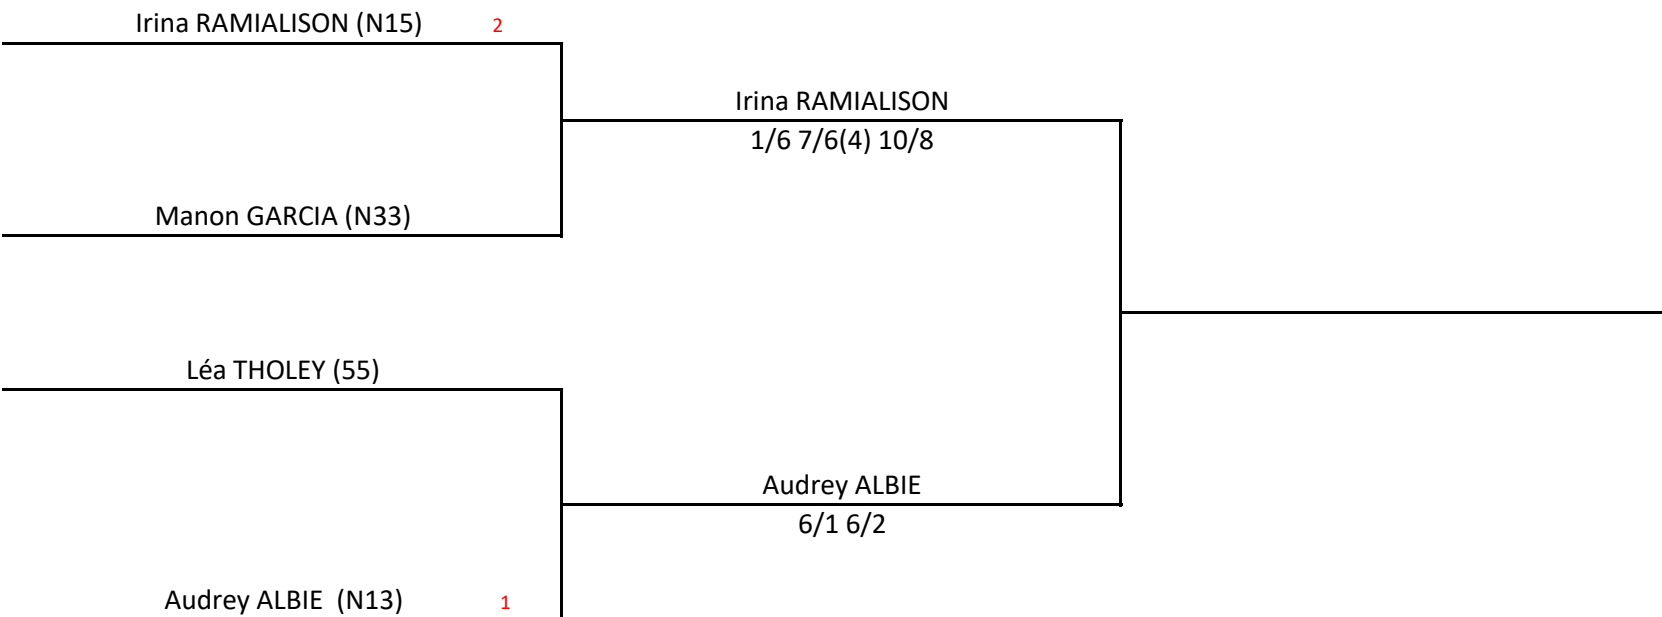 Irina RAMIALISON (N15) 2
Irina RAMIALISON
1/6 7/6(4) 10/8
Manon GARCIA (N33)
Léa THOLEY (55)
Audrey ALBIE
6/1 6/2
Audrey ALBIE (N13) 1